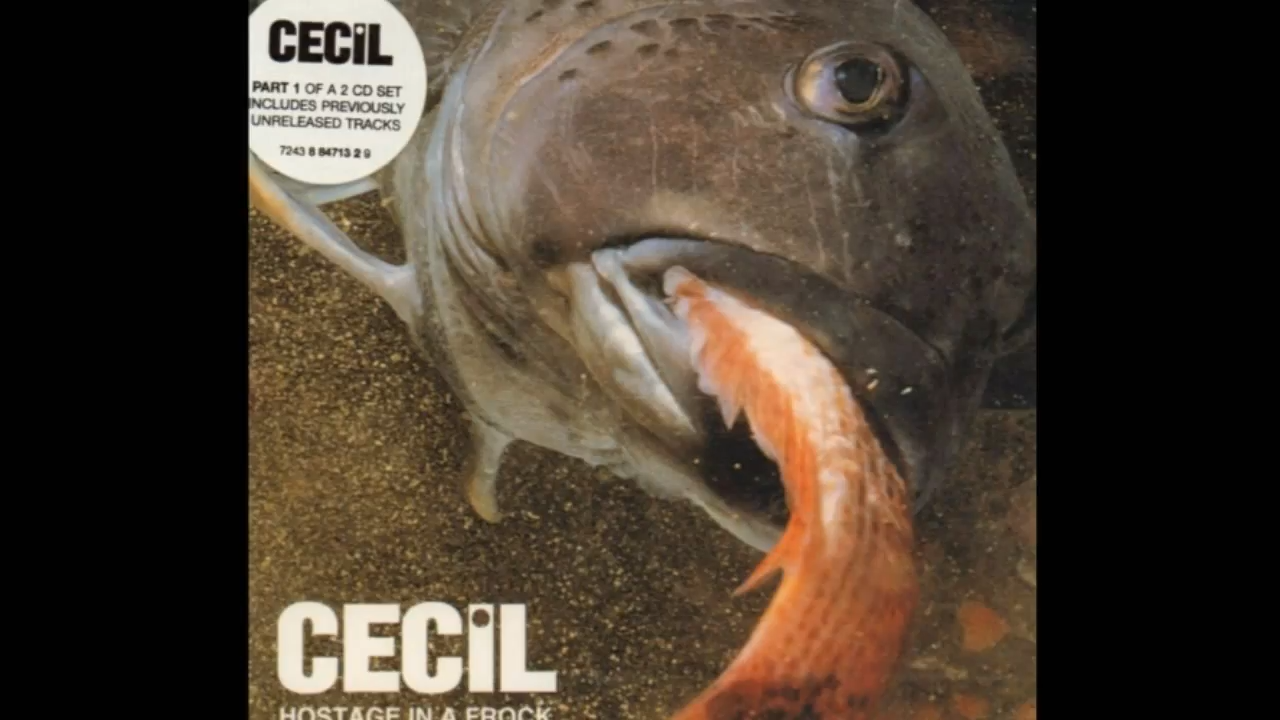 CECIL
PART 1 OF A 2 CD SET
INCLUDES PREVIOUSLY
UNRELEASED TRACKS
7243 8 84713 2 9
CECIL
HOSTAGE IN A FROCK